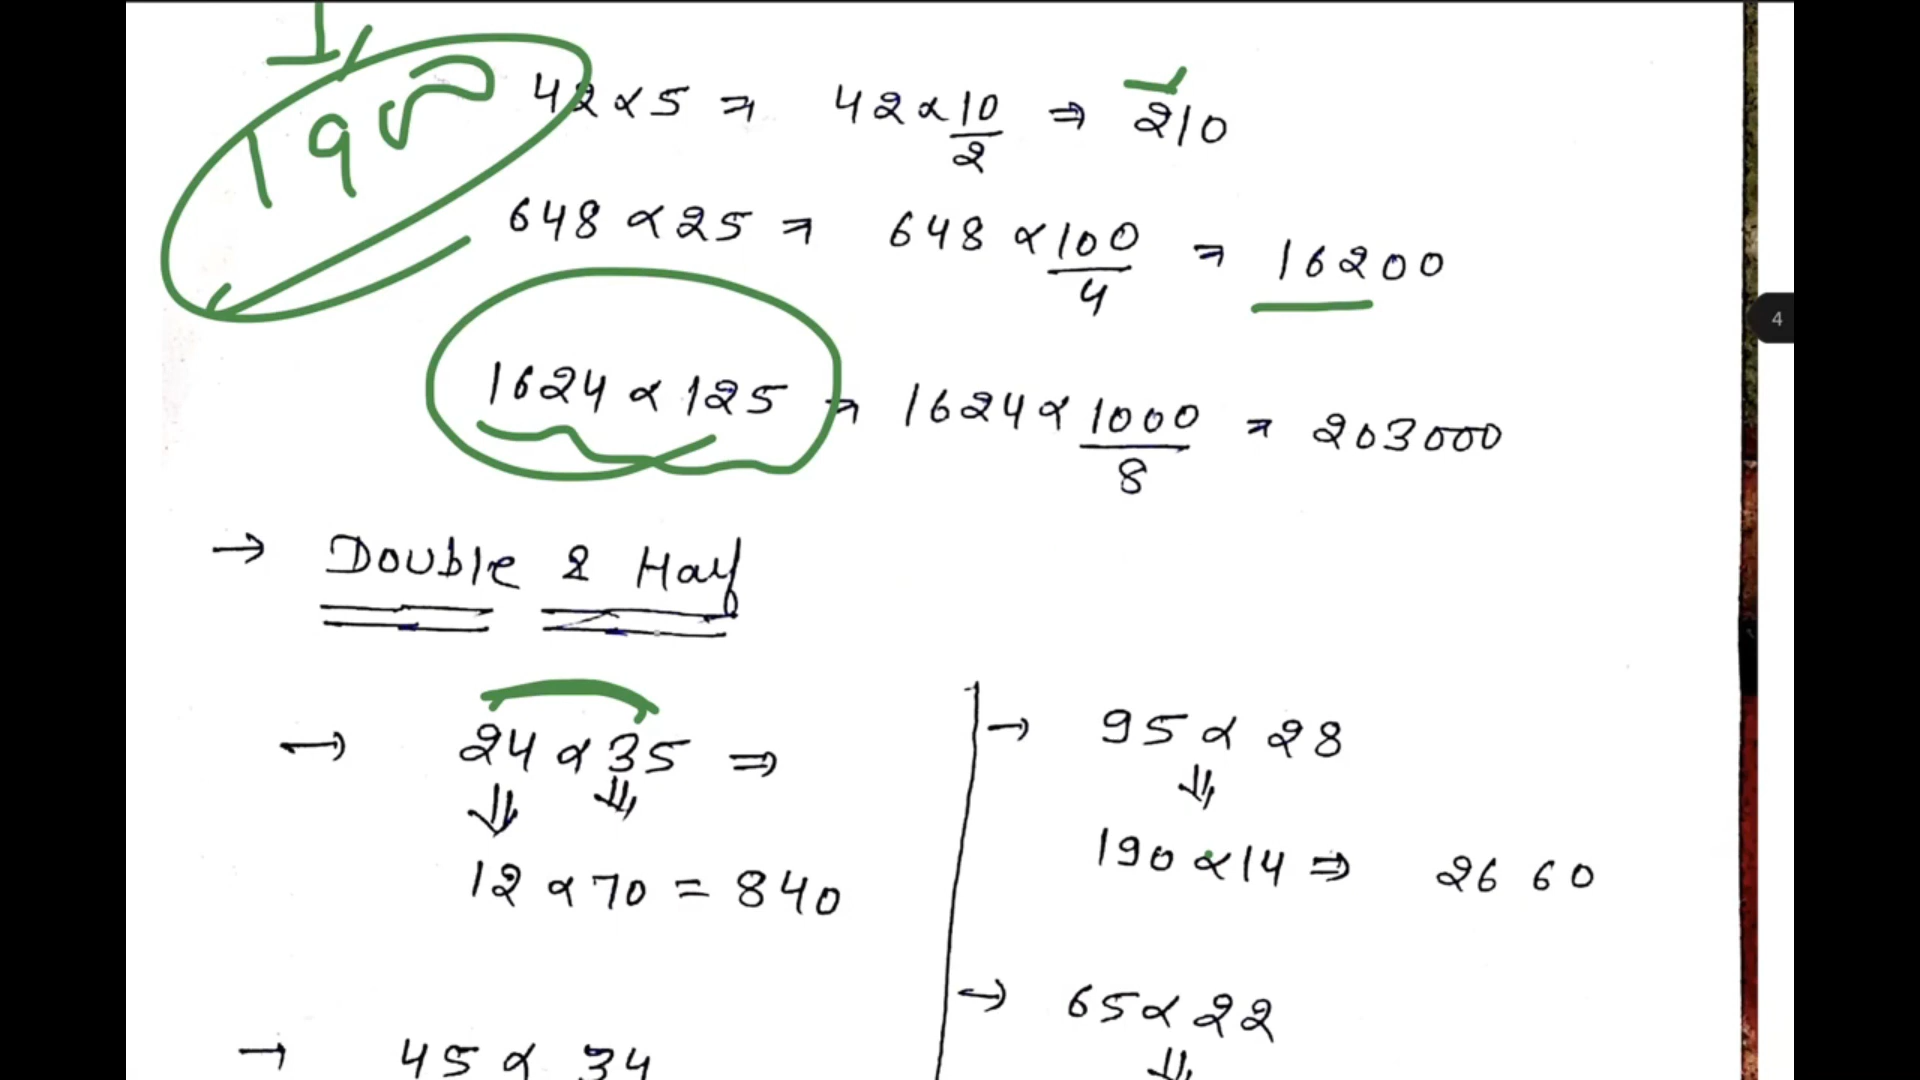 42 × 5 ⇒ 42 × 10/2 ⇒ 210
648 × 25 = 648 × 100/4 = 16200
1624 × 125 = 1624 × 1000/8 = 203000
→ Double & Half
→ 24 × 35 ⇒
12 × 70 = 840
→ 45 × 34
→ 95 × 28
190 × 14 ⇒ 2660
→ 65 × 22
4